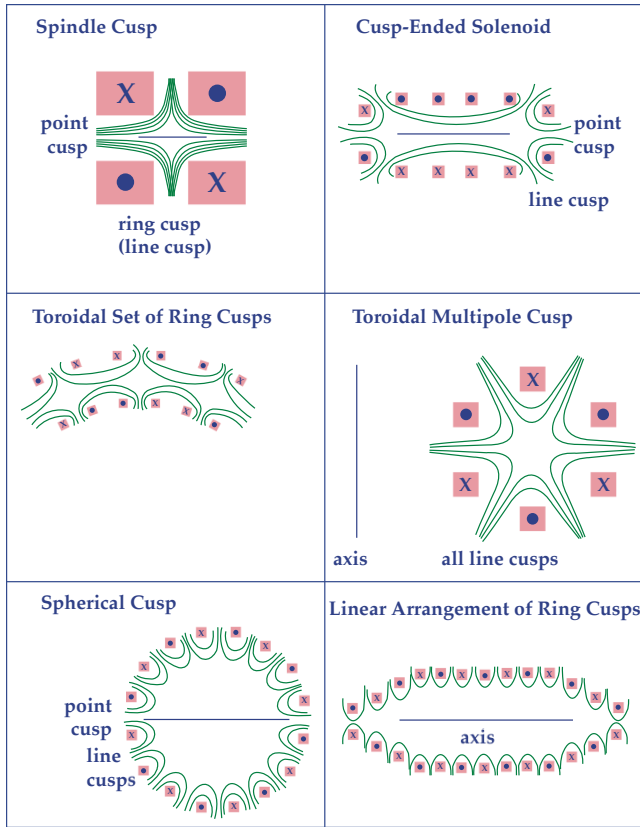 Spindle Cusp
X
point
cusp
X
ring cusp
(line cusp)
Cusp-Ended Solenoid
X X
point
cusp
X X X X
line cusp
Toroidal Set of Ring Cusps
X X X
X X X
Toroidal Multipole Cusp
X
X X
axis
all line cusps
Spherical Cusp
X X
X X
point
cusp
line
cusps
X X
X X
Linear Arrangement of Ring Cusps
X X X X X X
axis
X X X X X X